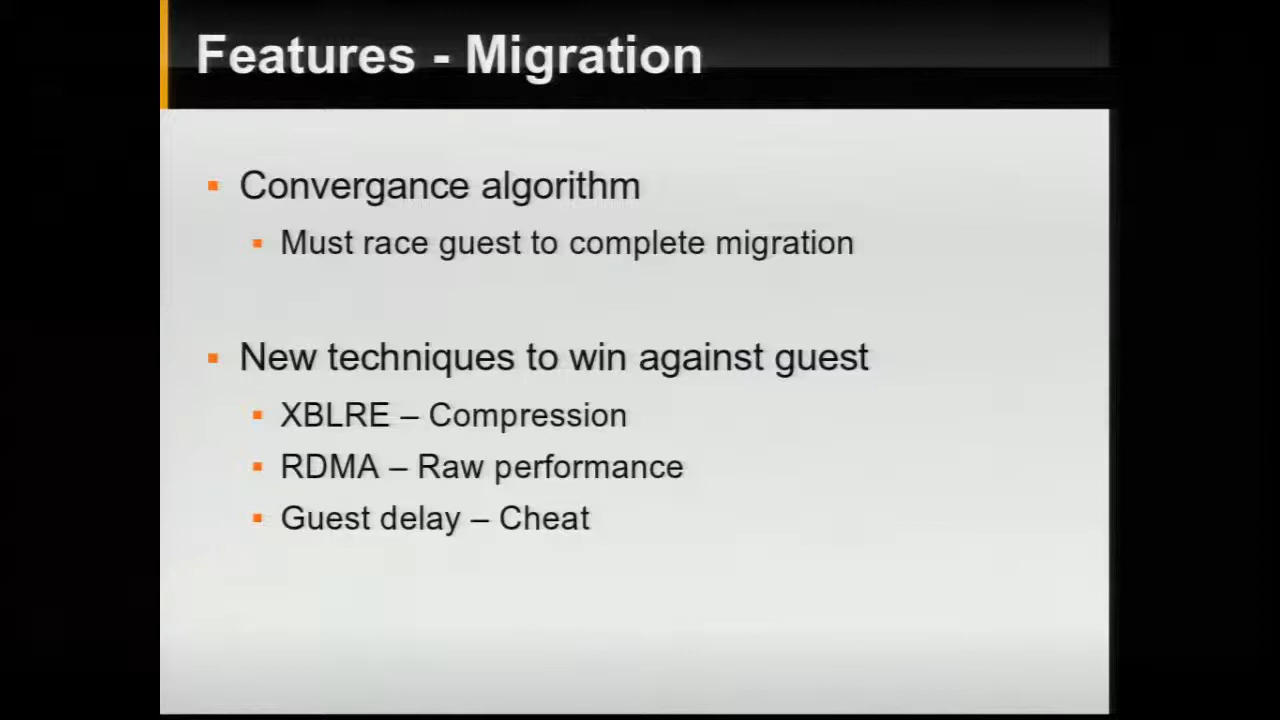 Features - Migration
Convergance algorithm
Must race guest to complete migration
New techniques to win against guest
XBLRE – Compression
RDMA – Raw performance
Guest delay – Cheat